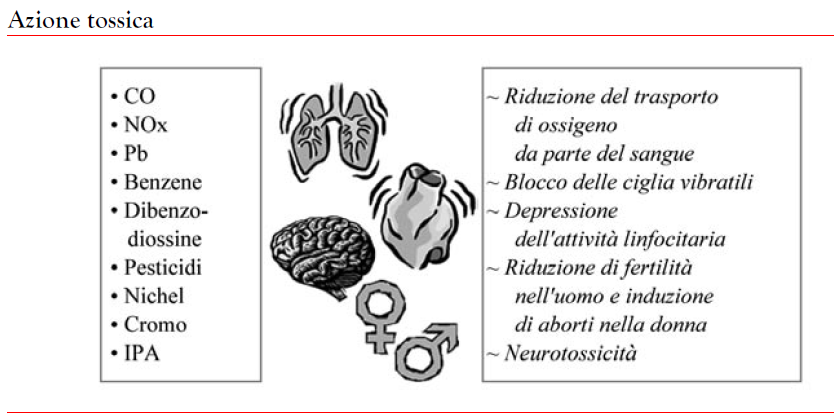 Azione tossica
• CO
• NOx
• Pb
• Benzene
• Dibenzo-
diossine
• Pesticidi
• Nichel
• Cromo
• IPA
~ Riduzione del trasporto
di ossigeno
da parte del sangue
~ Blocco delle ciglia vibratili
~ Depressione
dell'attività linfocitaria
~ Riduzione di fertilità
nell'uomo e induzione
di aborti nella donna
~ Neurotossicità